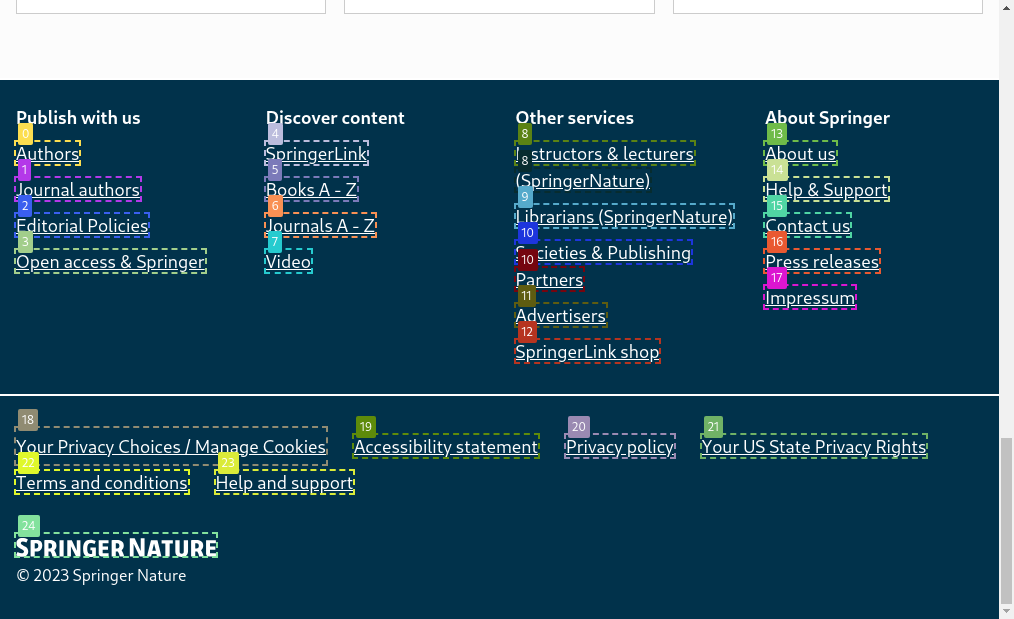 Publish with us
0
Authors
1
Journal authors
2
Editorial Policies
3
Open access & Springer
Discover content
4
SpringerLink
5
Books A - Z
6
Journals A - Z
7
Video
Other services
8
structors & lecturers
8
(SpringerNature)
9
Librarians (SpringerNature)
10
Societies & Publishing
10
Partners
11
Advertisers
12
SpringerLink shop
About Springer
13
About us
14
Help & Support
15
Contact us
16
Press releases
17
Impressum
18
Your Privacy Choices / Manage Cookies
19
Accessibility statement
20
Privacy policy
21
Your US State Privacy Rights
22
Terms and conditions
23
Help and support
24
SPRINGER NATURE
© 2023 Springer Nature